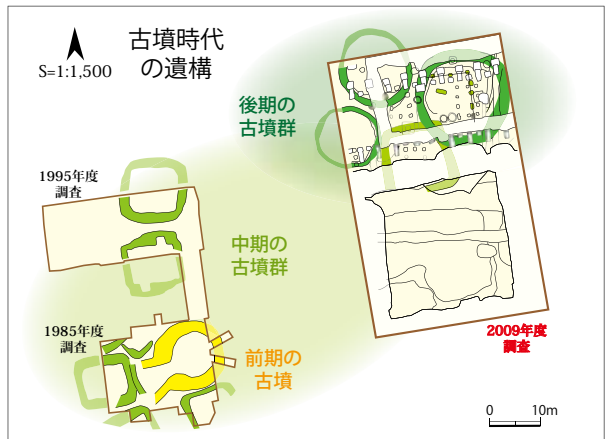 古墳時代
の遺構
S=1:1,500
後期の
古墳群
1995年度
調査
中期の
古墳群
1985年度
調査
前期の
古墳
2009年度
調査
0 10m